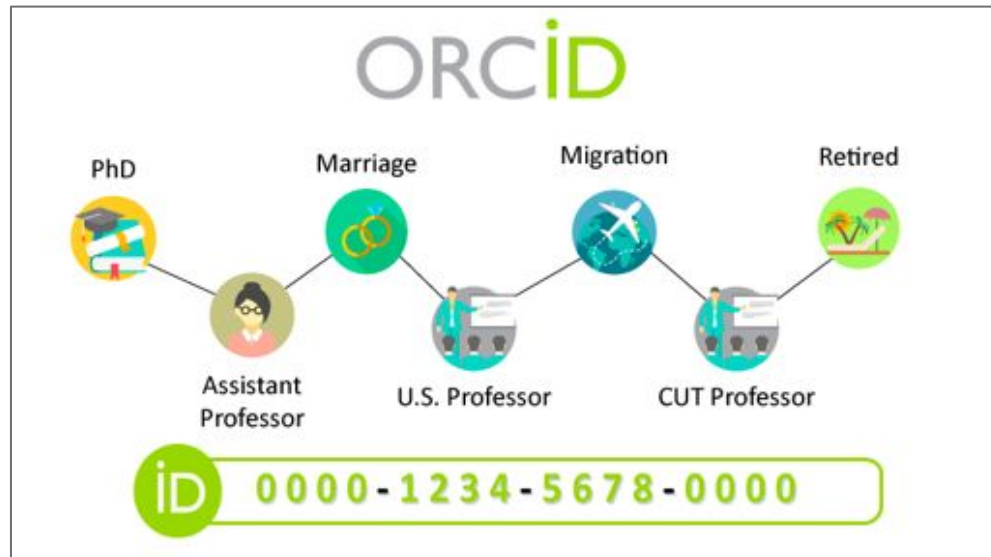 ORCiD
PhD
Marriage
Migration
Retired
Assistant
Professor
U.S. Professor
CUT Professor
iD 0000-1234-5678-0000